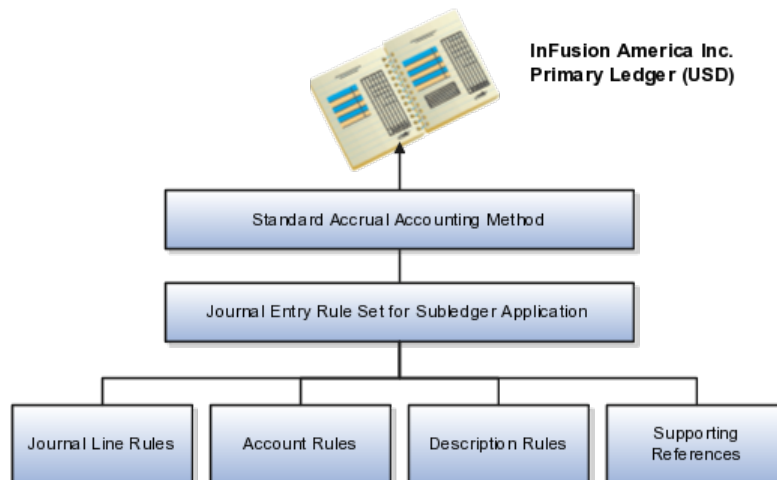 InFusion America Inc.
Primary Ledger (USD)
Standard Accrual Accounting Method
Journal Entry Rule Set for Subledger Application
Journal Line Rules
Account Rules
Description Rules
Supporting
References